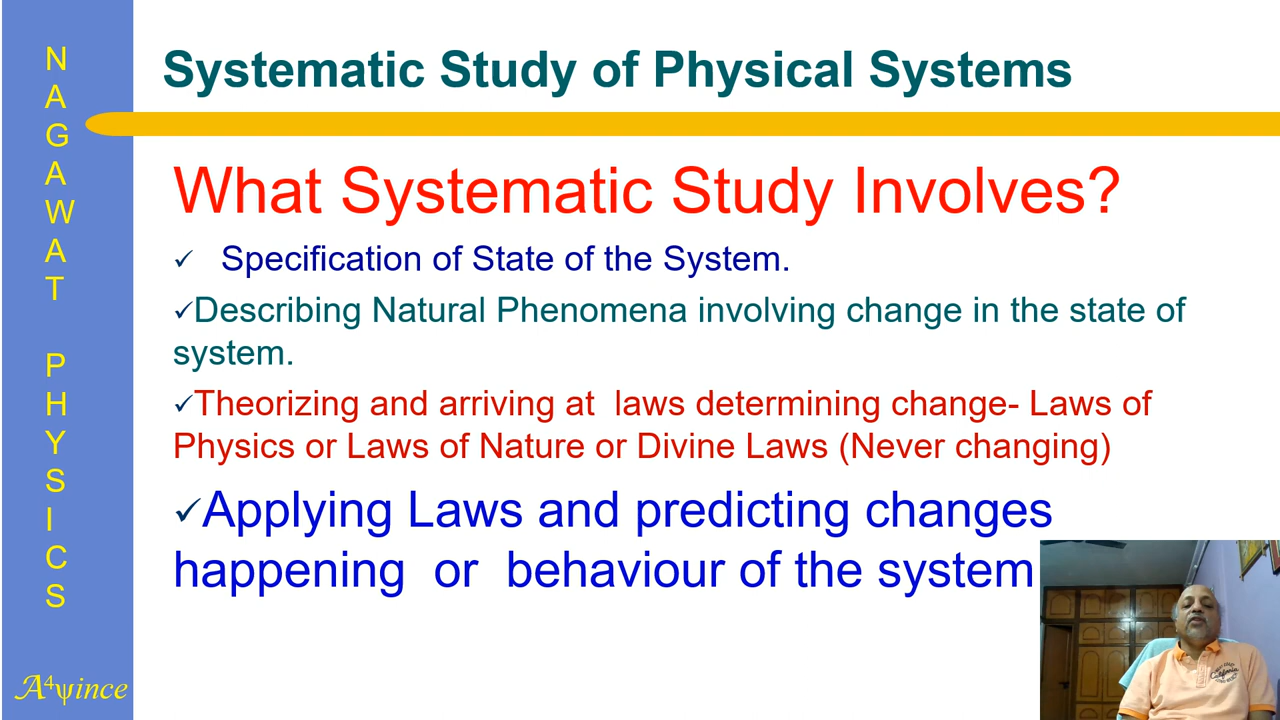 Systematic Study of Physical Systems
What Systematic Study Involves?
✓ Specification of State of the System.
✓Describing Natural Phenomena involving change in the state of
system.
✓Theorizing and arriving at laws determining change- Laws of
Physics or Laws of Nature or Divine Laws (Never changing)
✓Applying Laws and predicting changes
happening or behaviour of the system
N
A
G
A
W
A
T
P
H
Y
S
I
C
S
A⁴ψince
California